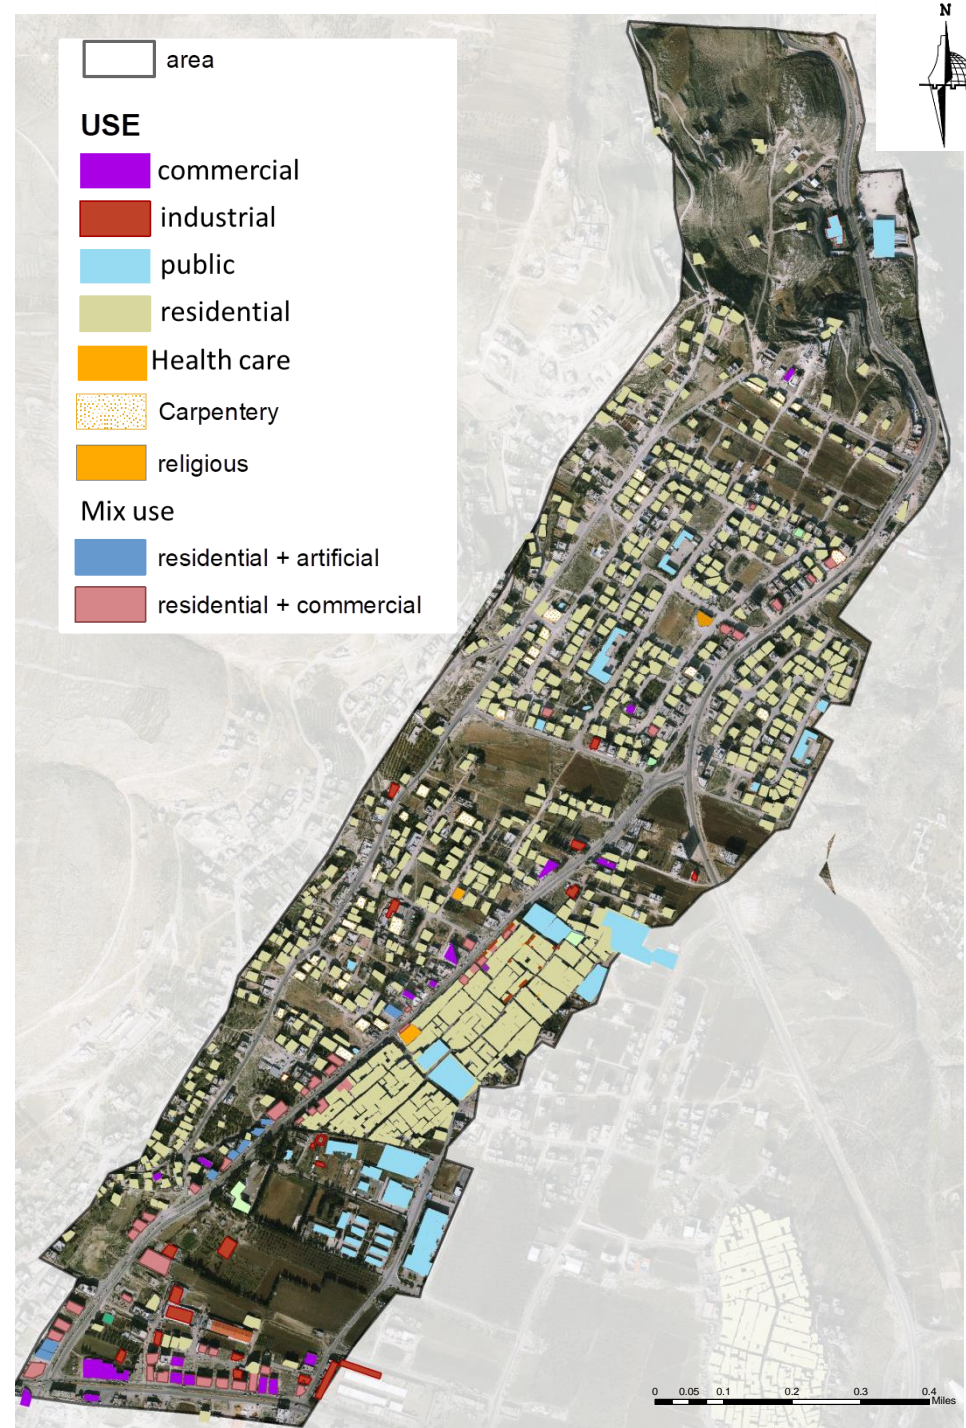 N
area
USE
commercial
industrial
public
residential
Health care
Carpentery
religious
Mix use
residential + artificial
residential + commercial
0 0.05 0.1 0.2 0.3 0.4
Miles